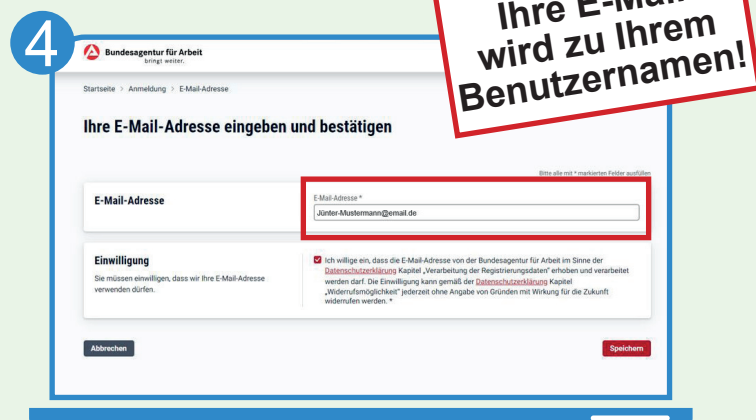 4
Ihre E-Mail
wird zu Ihrem
Benutzernamen!
Bundesagentur für Arbeit
bringt weiter.
Startseite > Anmeldung > E-Mail-Adresse
Ihre E-Mail-Adresse eingeben und bestätigen
Bitte alle mit * markierten Felder ausfüllen
E-Mail-Adresse
E-Mail-Adresse *
Jünter-Mustermann@email.de
Einwilligung
Sie müssen einwilligen, dass wir Ihre E-Mail-Adresse
verwenden dürfen.
Ich willige ein, dass die E-Mail-Adresse von der Bundesagentur für Arbeit im Sinne der
Datenschutzerklärung Kapitel „Verarbeitung der Registrierungsdaten" erhoben und verarbeitet
werden darf. Die Einwilligung kann gemäß der Datenschutzerklärung Kapitel
„Widerrufsmöglichkeit" jederzeit ohne Angabe von Gründen mit Wirkung für die Zukunft
widerrufen werden. *
Abbrechen
Speichern